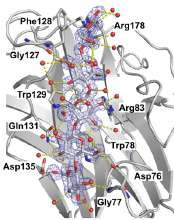 Phe128
Arg178
Gly127
Trp129
Arg83
Gln131
Trp78
Asp135
Asp76
Gly77